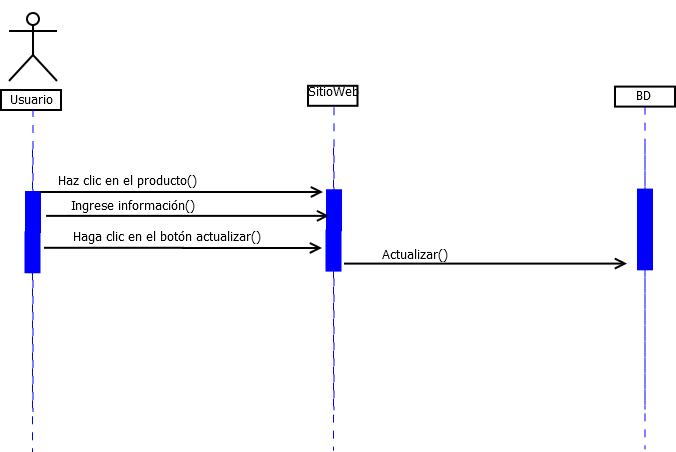 Usuario
SitioWeb
BD
Haz clic en el producto()
Ingrese información()
Haga clic en el botón actualizar()
Actualizar()